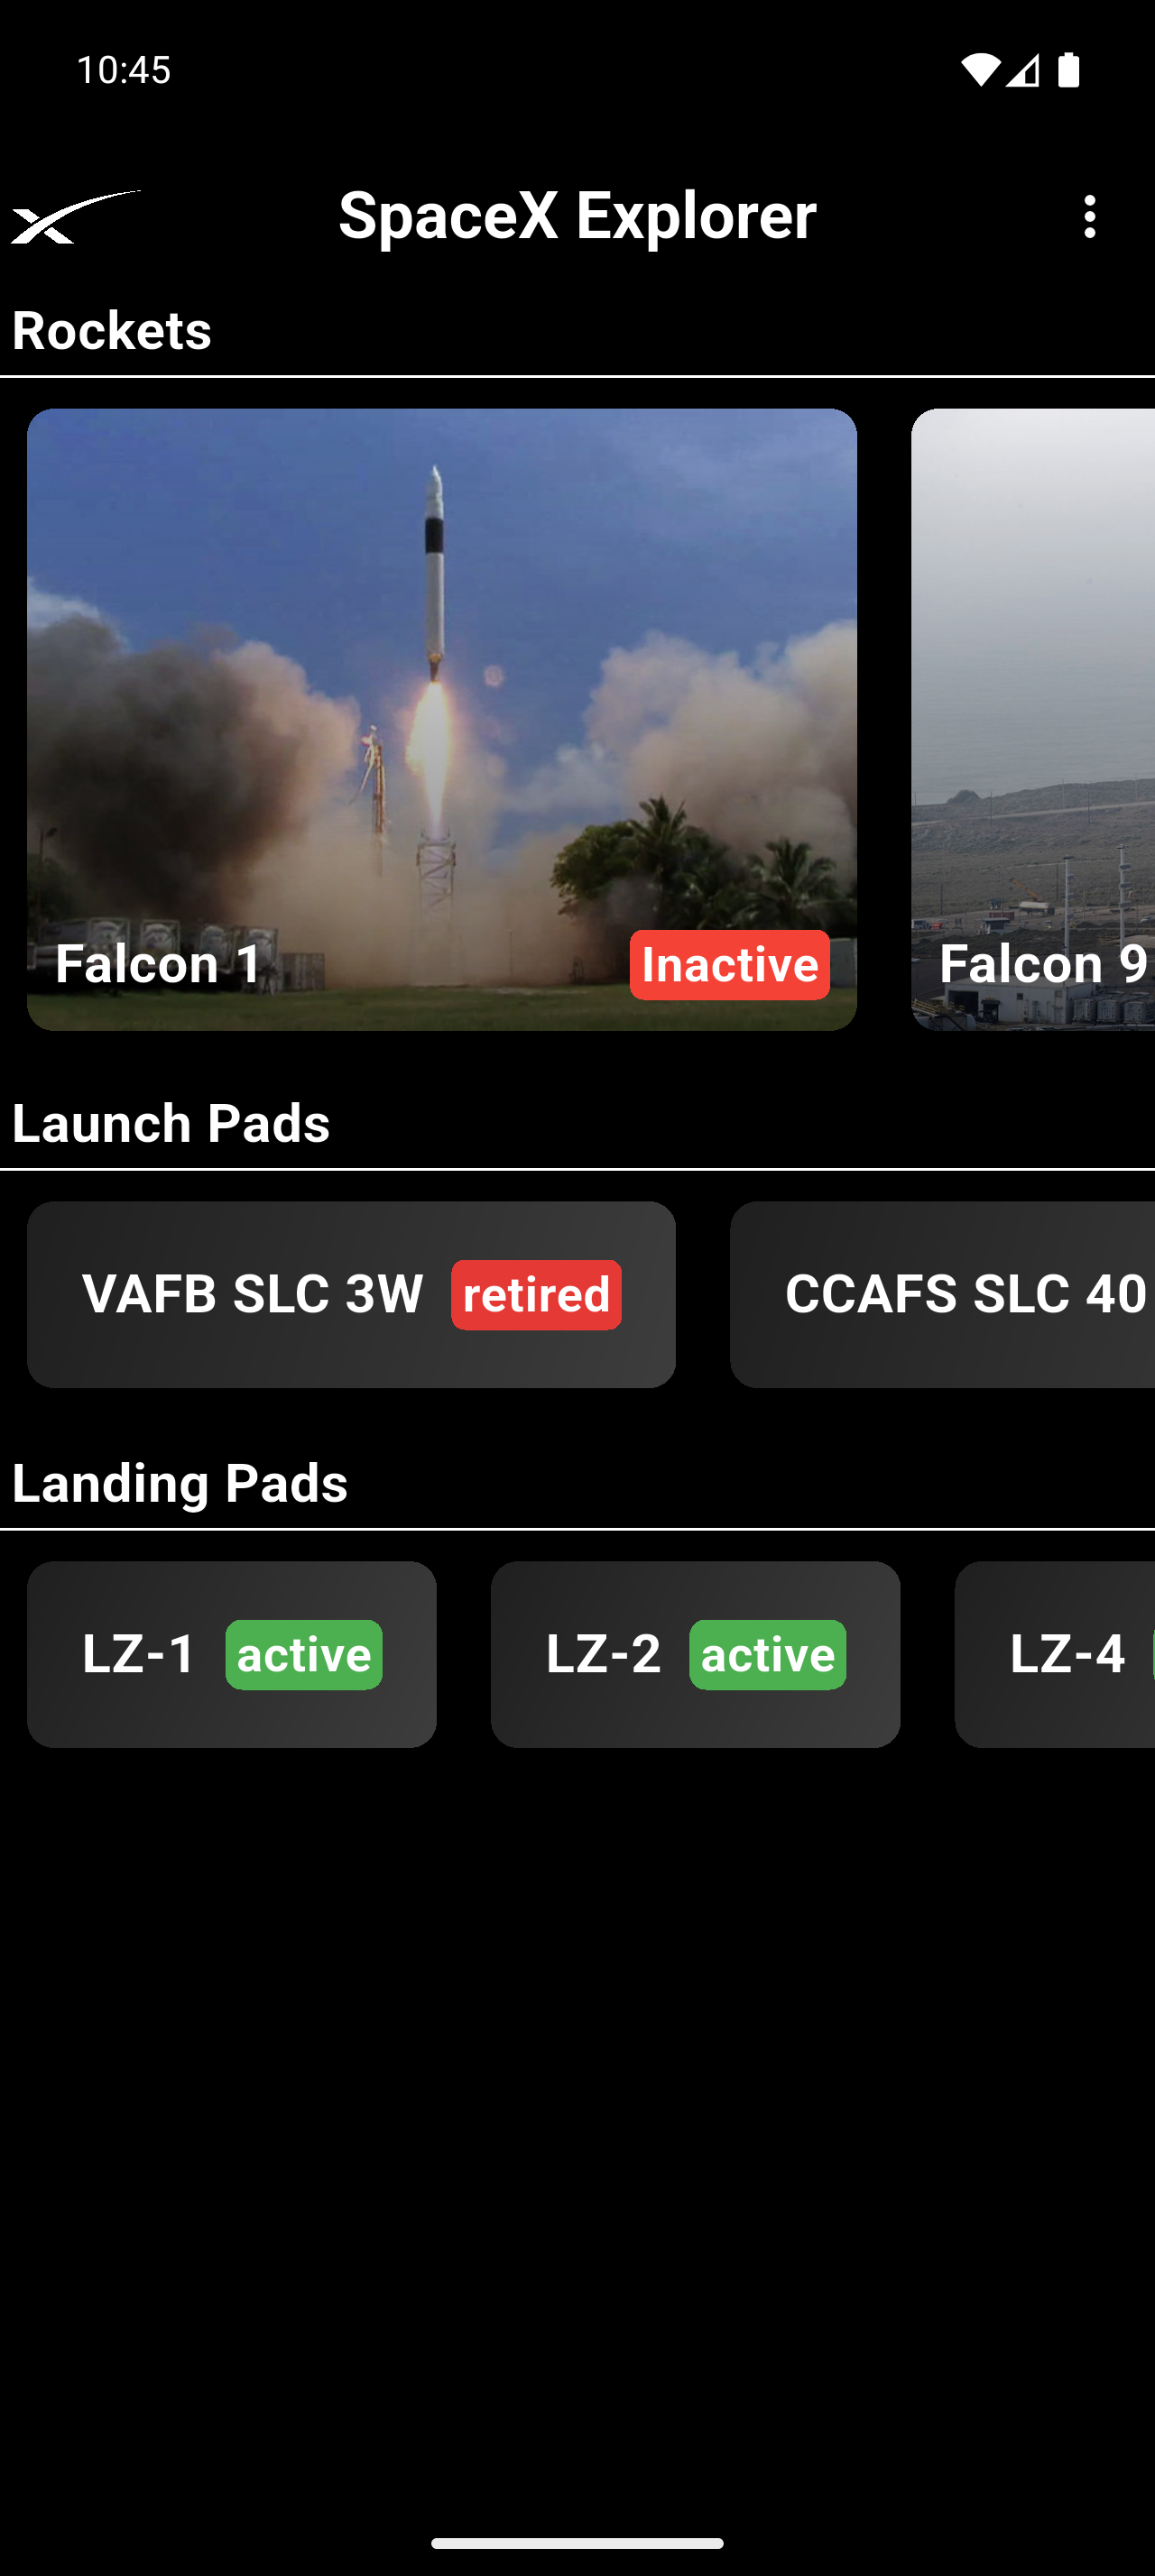 10:45
SpaceX Explorer
Rockets
Falcon 1
Inactive
Falcon 9
Launch Pads
VAFB SLC 3W
retired
CCAFS SLC 40
Landing Pads
LZ-1
active
LZ-2
active
LZ-4